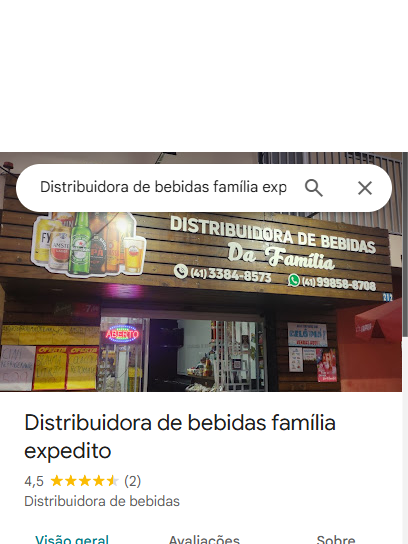 Distribuidora de bebidas família exp
DISTRIBUIDORA DE BEBIDAS
Da Família
(41) 3384-8573 (41) 99858-8708
ABERTO
Distribuidora de bebidas família
expedito
4,5 (2)
Distribuidora de bebidas
Visão geral Avaliações Sobre